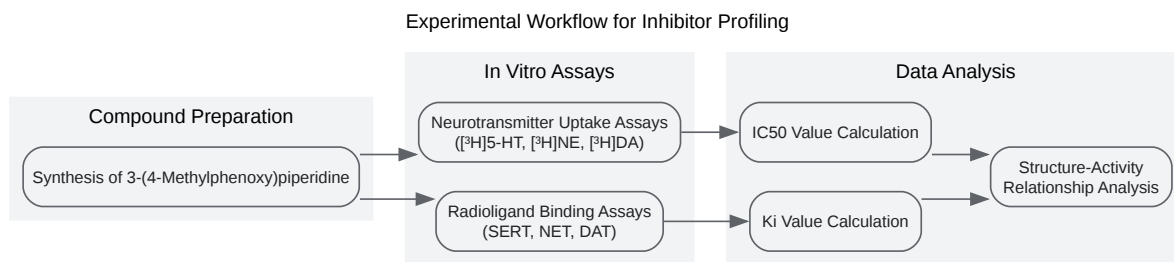 Experimental Workflow for Inhibitor Profiling
Compound Preparation
Synthesis of 3-(4-Methylphenoxy)piperidine
In Vitro Assays
Neurotransmitter Uptake Assays
([³H]5-HT, [³H]NE, [³H]DA)
Radioligand Binding Assays
(SERT, NET, DAT)
Data Analysis
IC50 Value Calculation
Ki Value Calculation
Structure-Activity
Relationship Analysis